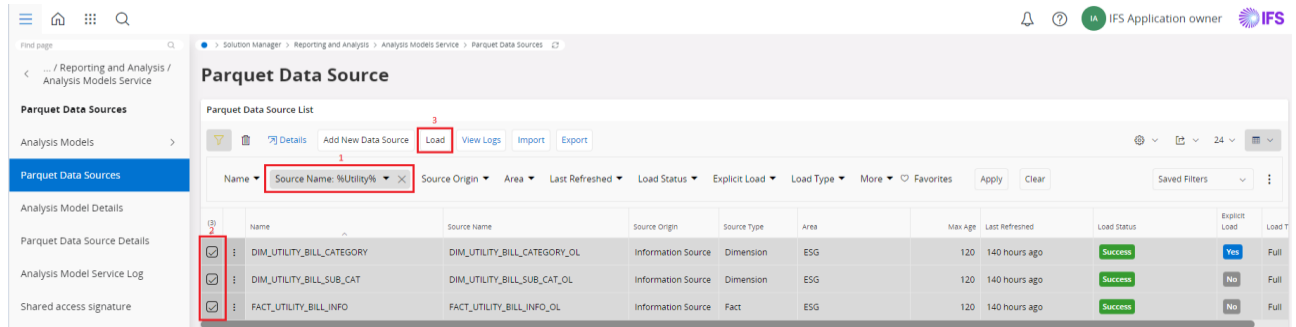 IA IFS Application owner IFS
Find page
Solution Manager > Reporting and Analysis > Analysis Models Service > Parquet Data Sources
... / Reporting and Analysis /
Analysis Models Service
Parquet Data Source
Parquet Data Sources
Parquet Data Source List
3
Analysis Models
Details Add New Data Source Load View Logs Import Export 24
1
Parquet Data Sources
Name Source Name: %Utility% Source Origin Area Last Refreshed Load Status Explicit Load Load Type More Favorites Apply Clear Saved Filters
Analysis Model Details
(3)
2
Name Source Name Source Origin Source Type Area Max Age Last Refreshed Load Status Explicit Load Load T
Parquet Data Source Details
DIM_UTILITY_BILL_CATEGORY DIM_UTILITY_BILL_CATEGORY_OL Information Source Dimension ESG 120 140 hours ago Success Yes Full
Analysis Model Service Log
DIM_UTILITY_BILL_SUB_CAT DIM_UTILITY_BILL_SUB_CAT_OL Information Source Dimension ESG 120 140 hours ago Success No Full
Shared access signature
FACT_UTILITY_BILL_INFO FACT_UTILITY_BILL_INFO_OL Information Source Fact ESG 120 140 hours ago Success No Full